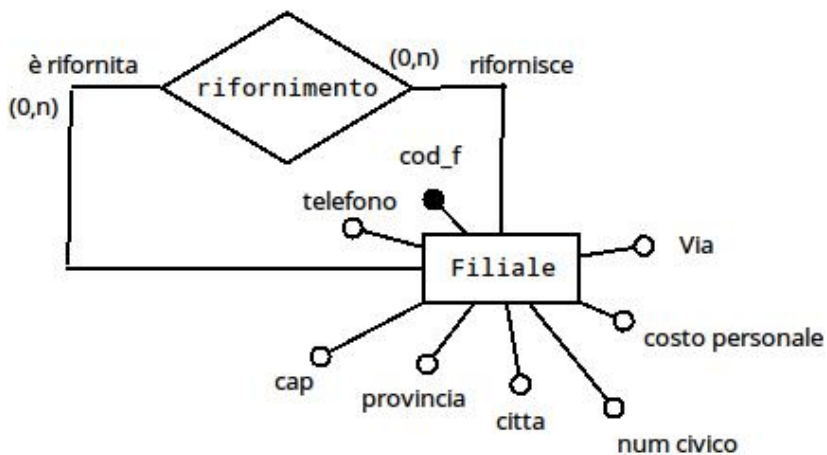 è rifornita
(0,n)
rifornimento
(0,n)
rifornisce
cod_f
telefono
Filiale
Via
costo personale
cap
provincia
citta
num civico